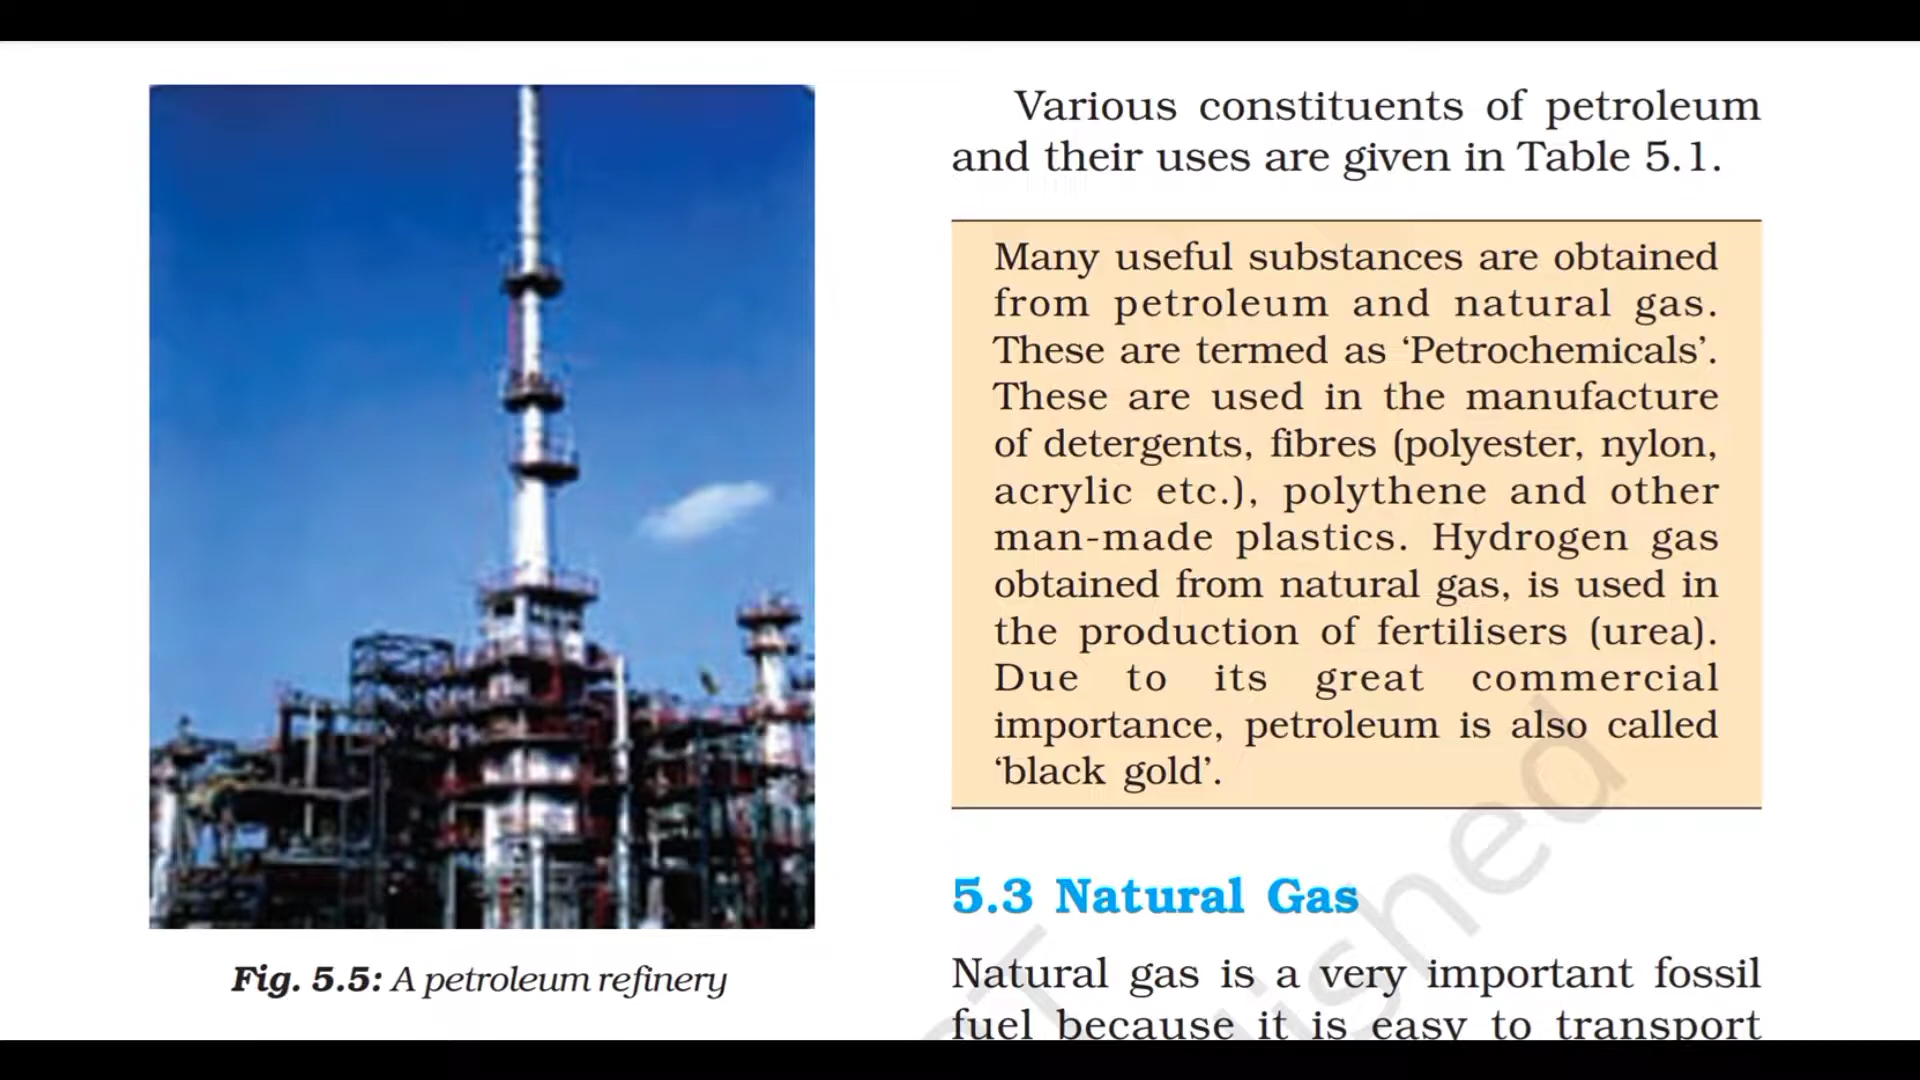 Various constituents of petroleum
and their uses are given in Table 5.1.
Many useful substances are obtained
from petroleum and natural gas.
These are termed as ‘Petrochemicals’.
These are used in the manufacture
of detergents, fibres (polyester, nylon,
acrylic etc.), polythene and other
man-made plastics. Hydrogen gas
obtained from natural gas, is used in
the production of fertilisers (urea).
Due to its great commercial
importance, petroleum is also called
‘black gold’.
5.3 Natural Gas
Natural gas is a very important fossil
fuel because it is easy to transport
Fig. 5.5: A petroleum refinery